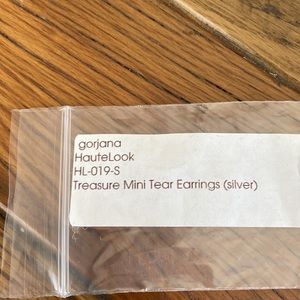 gorjana
HauteLook
HL-019-S
Treasure Mini Tear Earrings (silver)